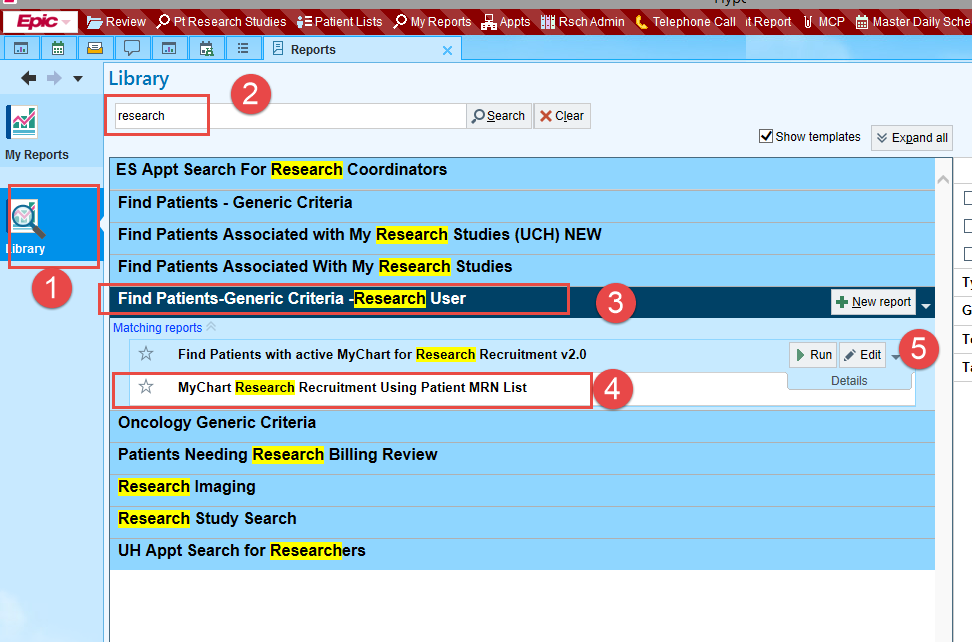 Hype
Epic Review Pt Research Studies Patient Lists My Reports Appts Rsch Admin Telephone Call it Report MCP Master Daily Sche
Reports
Library
2
research
Search Clear
My Reports
Show templates Expand all
ES Appt Search For Research Coordinators
Find Patients - Generic Criteria
Find Patients Associated with My Research Studies (UCH) NEW
Find Patients Associated With My Research Studies
Library
1
Find Patients-Generic Criteria -Research User
3
New report
Matching reports
Find Patients with active MyChart for Research Recruitment v2.0
Run Edit
5
MyChart Research Recruitment Using Patient MRN List
4
Details
Oncology Generic Criteria
Patients Needing Research Billing Review
Research Imaging
Research Study Search
UH Appt Search for Researchers